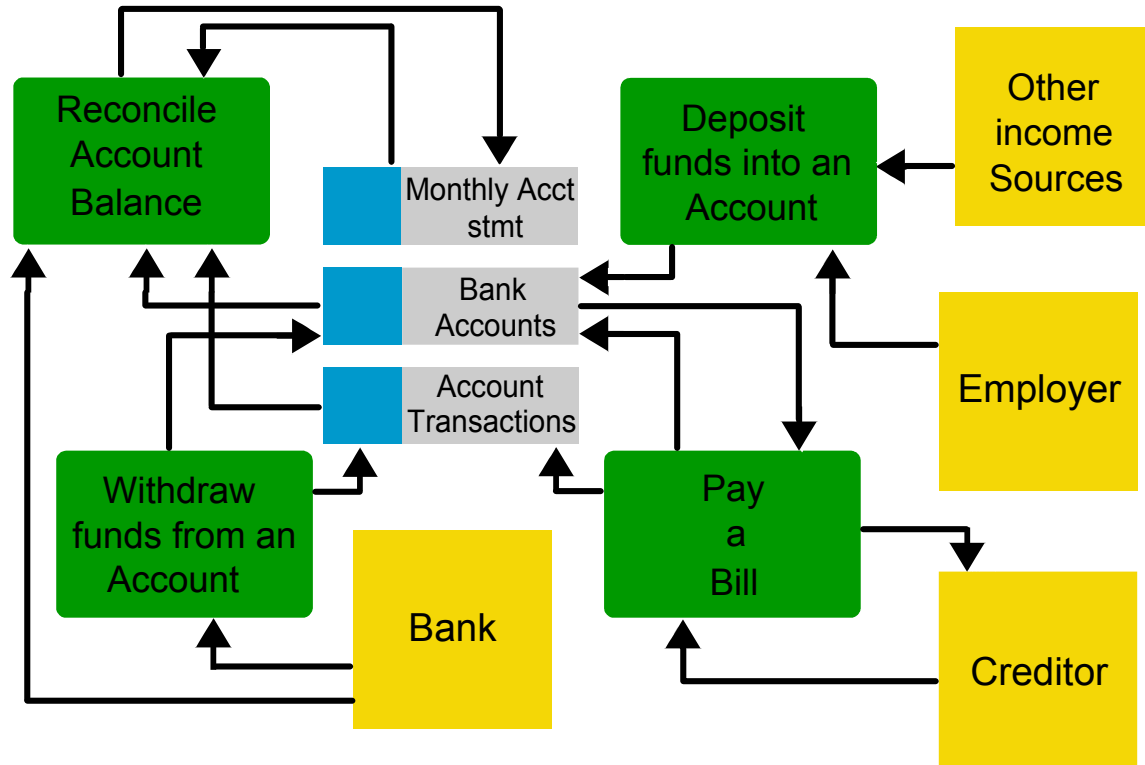 Reconcile
Account
Balance
Monthly Acct
stmt
Bank
Accounts
Account
Transactions
Deposit
funds into an
Account
Other
income
Sources
Employer
Withdraw
funds from an
Account
Bank
Pay
a
Bill
Creditor